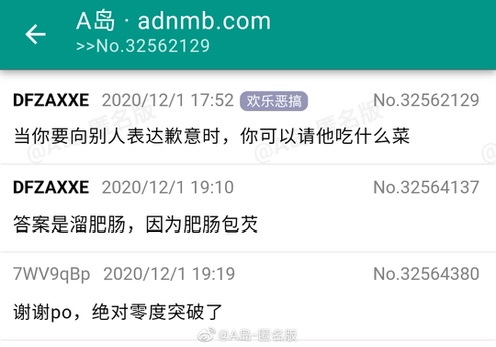 A岛 · adnmb.com
>>No.32562129
DFZAXXE 2020/12/1 17:52 欢乐恶搞 No.32562129
当你要向别人表达歉意时，你可以请他吃什么菜
DFZAXXE 2020/12/1 19:10 No.32564137
答案是溜肥肠，因为肥肠包芡
7WV9qBp 2020/12/1 19:19 No.32564380
谢谢po，绝对零度突破了
@A岛-匿名版